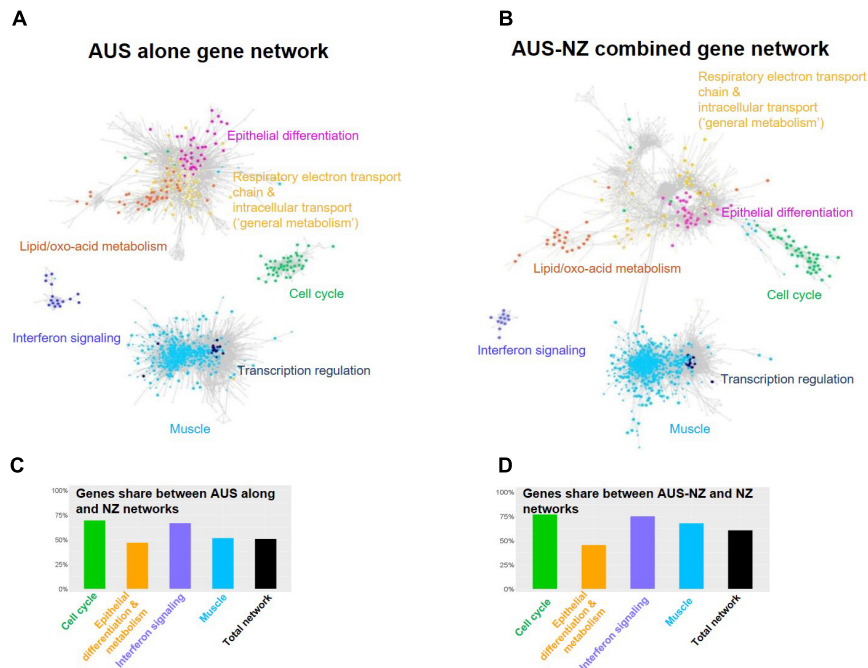 A
AUS alone gene network
Epithelial differentiation
Respiratory electron transport
chain &
intracellular transport
('general metabolism')
Lipid/oxo-acid metabolism
Cell cycle
Interferon signaling
Transcription regulation
Muscle
B
AUS-NZ combined gene network
Respiratory electron transport
chain &
intracellular transport
('general metabolism')
Epithelial differentiation
Lipid/oxo-acid metabolism
Cell cycle
Interferon signaling
Transcription regulation
Muscle
C
Genes share between AUS along
and NZ networks
100%
75%
50%
25%
0%
Cell cycle
Epithelial
differentiation &
metabolism
Interferon signaling
Muscle
Total network
D
Genes share between AUS-NZ and NZ
networks
100%
75%
50%
25%
0%
Cell cycle
Epithelial
differentiation &
metabolism
Interferon signaling
Muscle
Total network